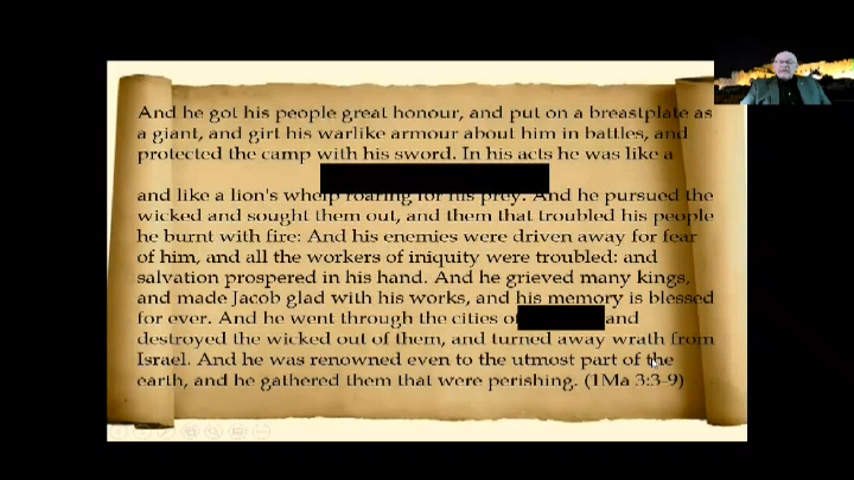 And he got his people great honour, and put on a breastplate as
a giant, and girt his warlike armour about him in battles, and
protected the camp with his sword. In his acts he was like a
and like a lion's whelp roaring for his prey. And he pursued the
wicked and sought them out, and them that troubled his people
he burnt with fire: And his enemies were driven away for fear
of him, and all the workers of iniquity were troubled: and
salvation prospered in his hand. And he grieved many kings,
and made Jacob glad with his works, and his memory is blessed
for ever. And he went through the cities of and
destroyed the wicked out of them, and turned away wrath from
Israel. And he was renowned even to the utmost part of the
earth, and he gathered them that were perishing. (1Ma 3:3-9)